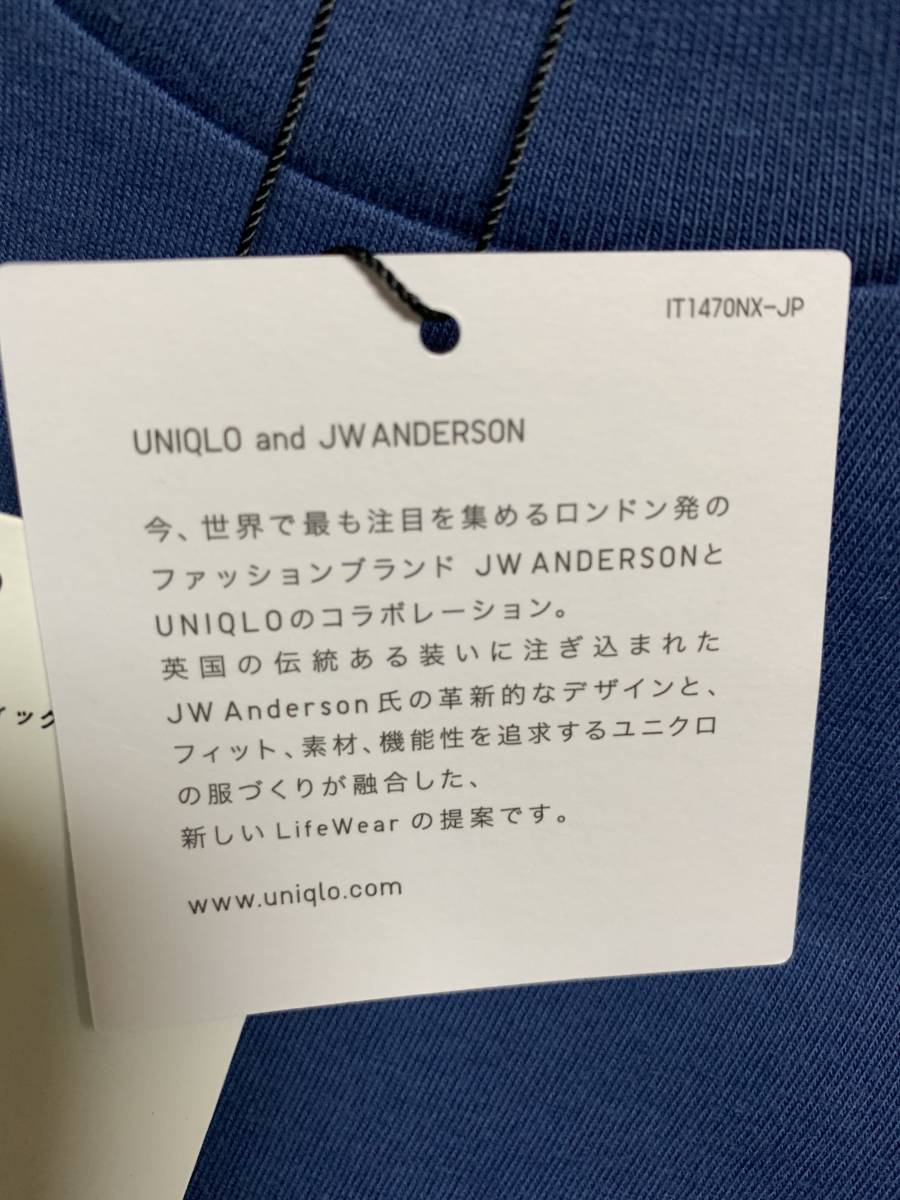 IT1470NX-JP
UNIQLO and JW ANDERSON
今、世界で最も注目を集めるロンドン発の
ファッションブランド JW ANDERSONと
UNIQLOのコラボレーション。
英国の伝統ある装いに注ぎ込まれた
JW Anderson氏の革新的なデザインと、
フィット、素材、機能性を追求するユニクロ
の服づくりが融合した、
新しい LifeWear の提案です。
www.uniqlo.com
ィック